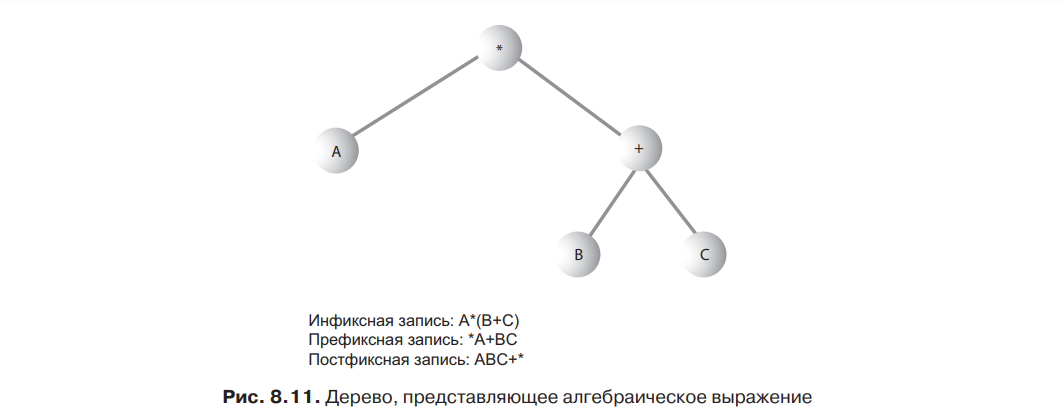 *
A
+
B
C
Инфиксная запись: A*(B+C)
Префиксная запись: *A+BC
Постфиксная запись: ABC+*
Рис. 8.11. Дерево, представляющее алгебраическое выражение